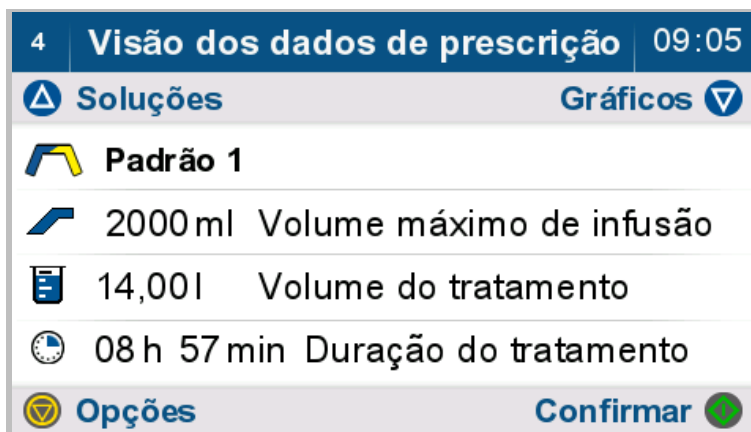 4 Visão dos dados de prescrição 09:05
Soluções Gráficos
Padrão 1
2000 ml Volume máximo de infusão
14,00 l Volume do tratamento
08 h 57 min Duração do tratamento
Opções Confirmar